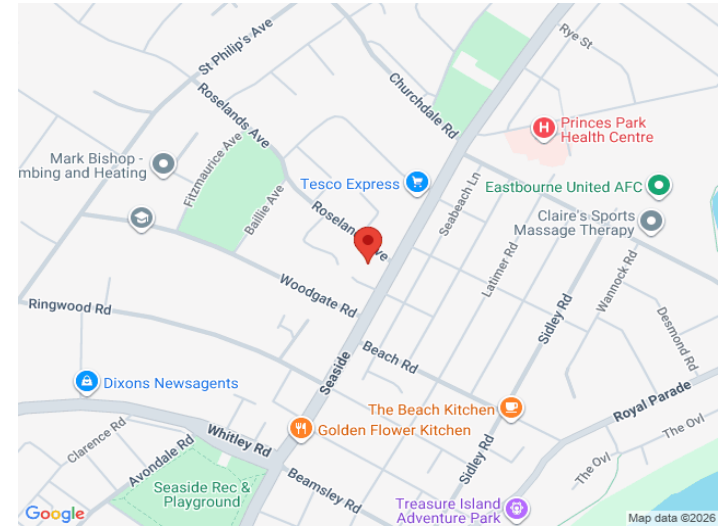 Rye St
St Philip's Ave
Churchdale Rd
Roselands Ave
Princes Park
Health Centre
Mark Bishop -
mbing and Heating
Fitzmaurice Ave
Tesco Express
Eastbourne United AFC
Baillie Ave
Seabeach Ln
Roselands Ave
Claire's Sports
Massage Therapy
Latimer Rd
Wannock Rd
Woodgate Rd
Ringwood Rd
Sidley Rd
Desmond Rd
Seaside
Beach Rd
Dixons Newsagents
The Beach Kitchen
Royal Parade
Golden Flower Kitchen
Whitley Rd
Clarence Rd
Avondale Rd
Sidley Rd
The Ovl
The Ovl
Seaside Rec &
Playground
Beamsley Rd
Treasure Island
Adventure Park
Google
Map data ©2026